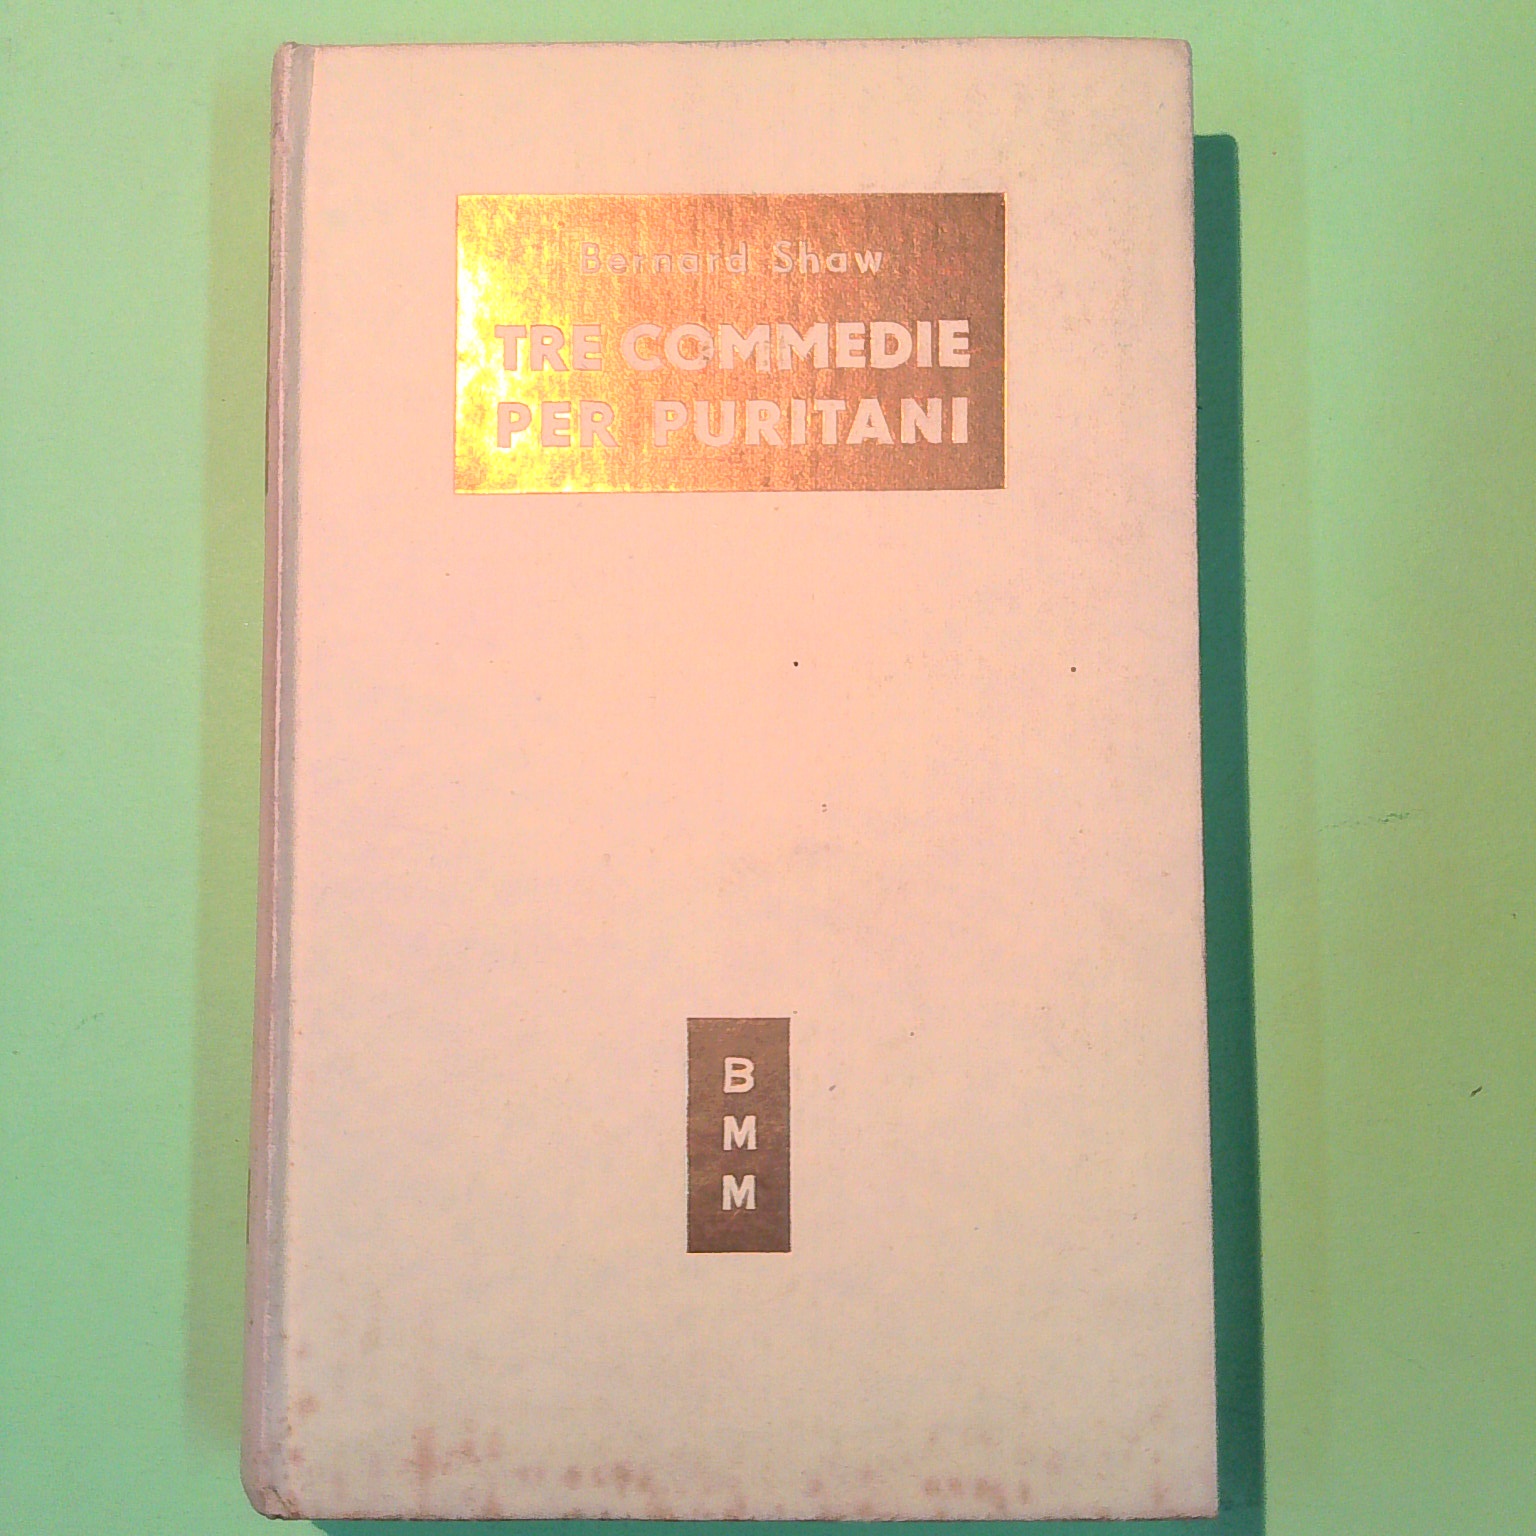 Bernard Shaw
TRE COMMEDIE
PER PURITANI
B
M
M